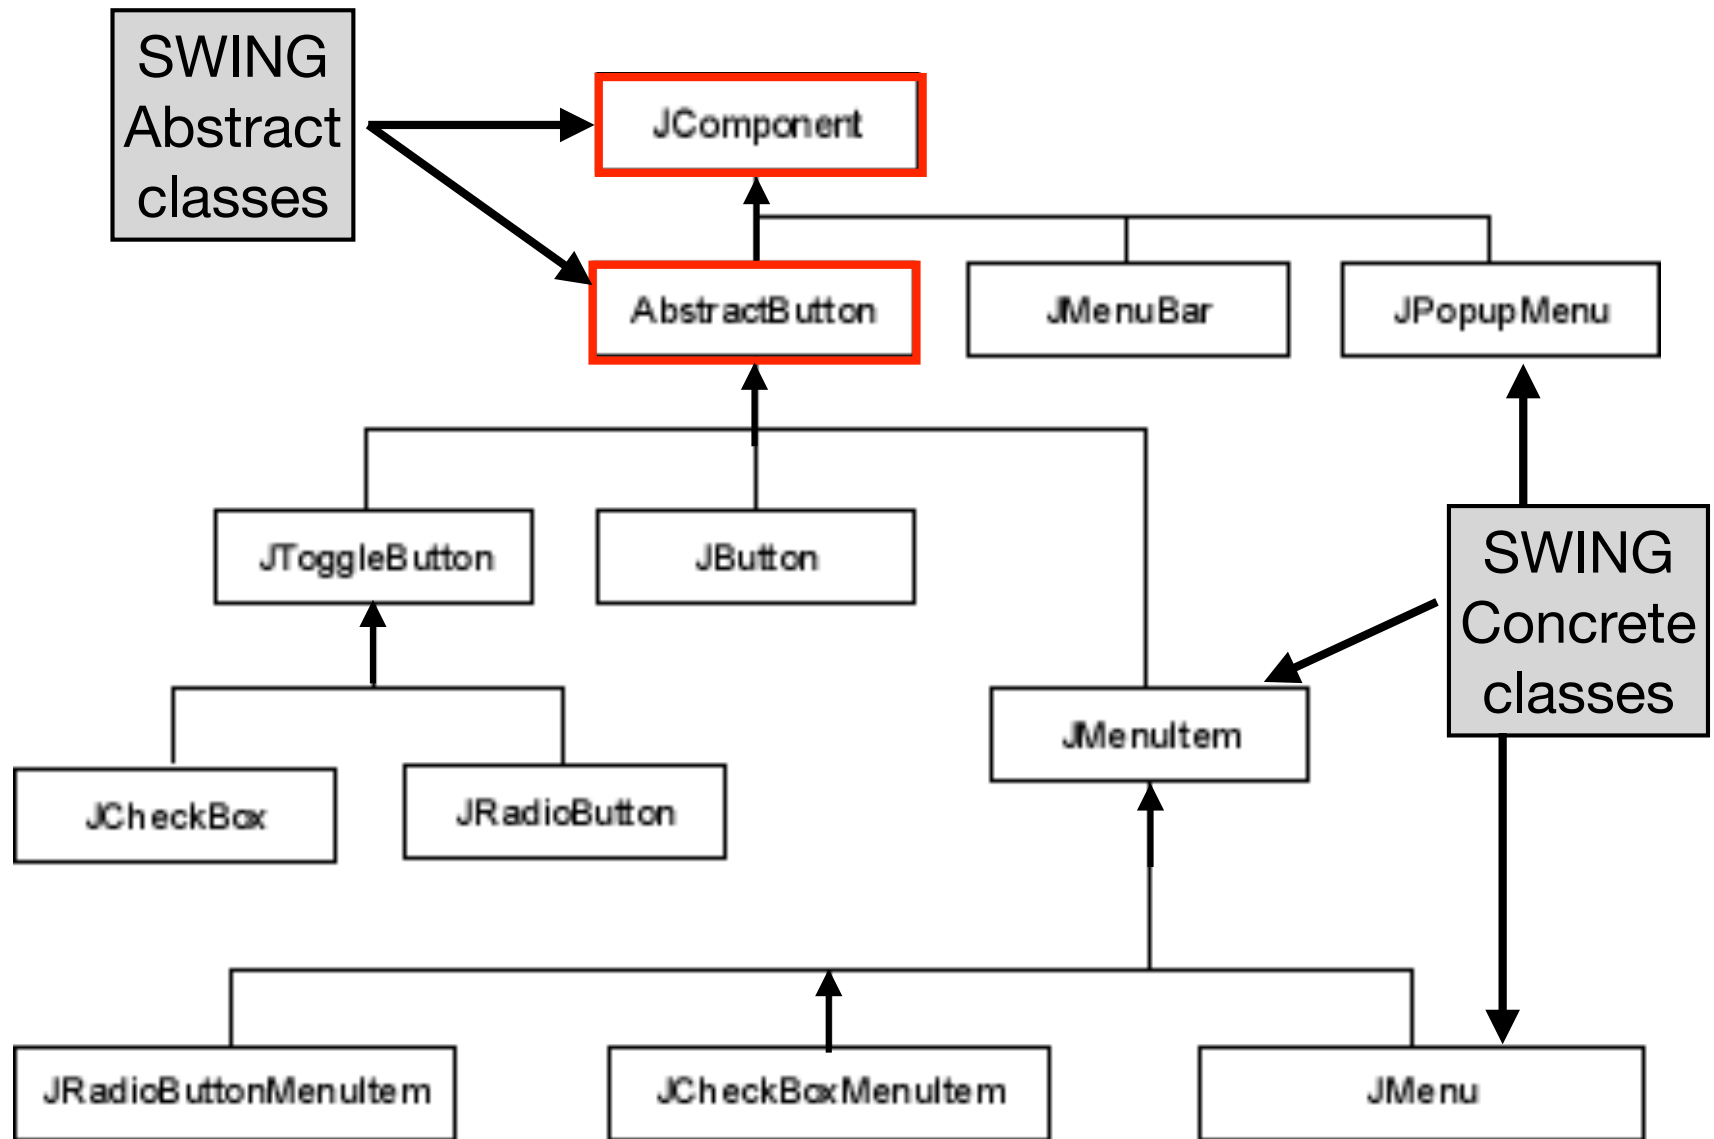 SWING
Abstract
classes
JComponent
AbstractButton
JMenuBar
JPopupMenu
JToggleButton
JButton
SWING
Concrete
classes
JMenuItem
JCheckBox
JRadioButton
JRadioButtonMenuItem
JCheckBoxMenuItem
JMenu